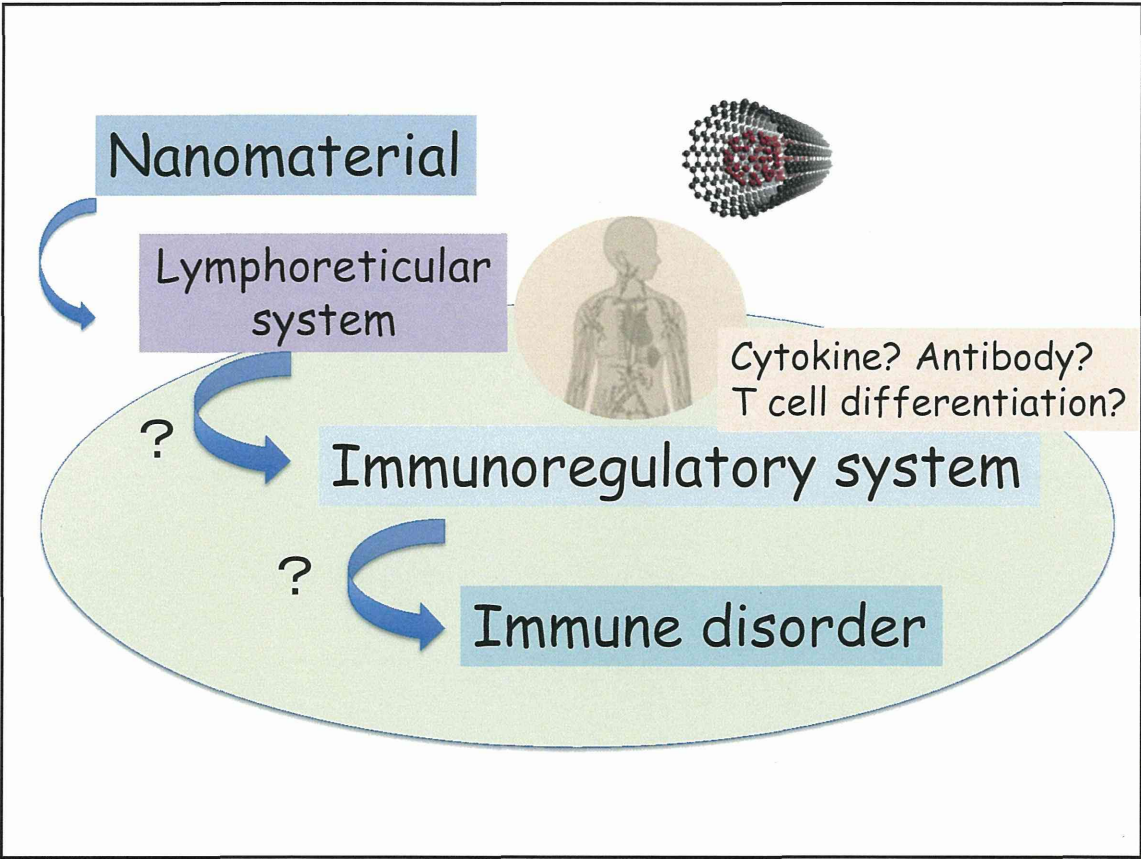 Nanomaterial
Lymphoreticular
system
Cytokine? Antibody?
T cell differentiation?
?
Immunoregulatory system
?
Immune disorder